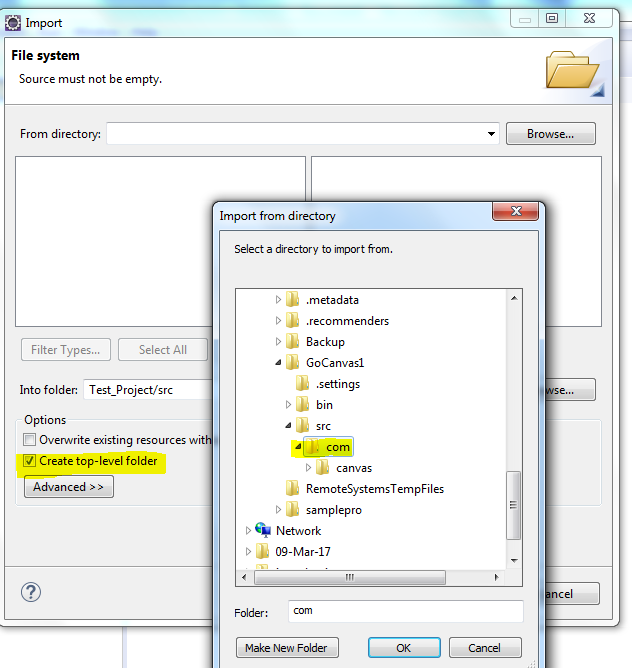 Import
File system
Source must not be empty.
From directory:
Browse...
Import from directory
Select a directory to import from.
.metadata
.recommenders
Backup
GoCanvas1
.settings
bin
src
com
canvas
RemoteSystemsTempFiles
samplepro
Network
09-Mar-17
Filter Types...
Select All
Into folder:
Test_Project/src
wse...
Options
Overwrite existing resources with
Create top-level folder
Advanced >>
ancel
Folder:
com
Make New Folder
OK
Cancel